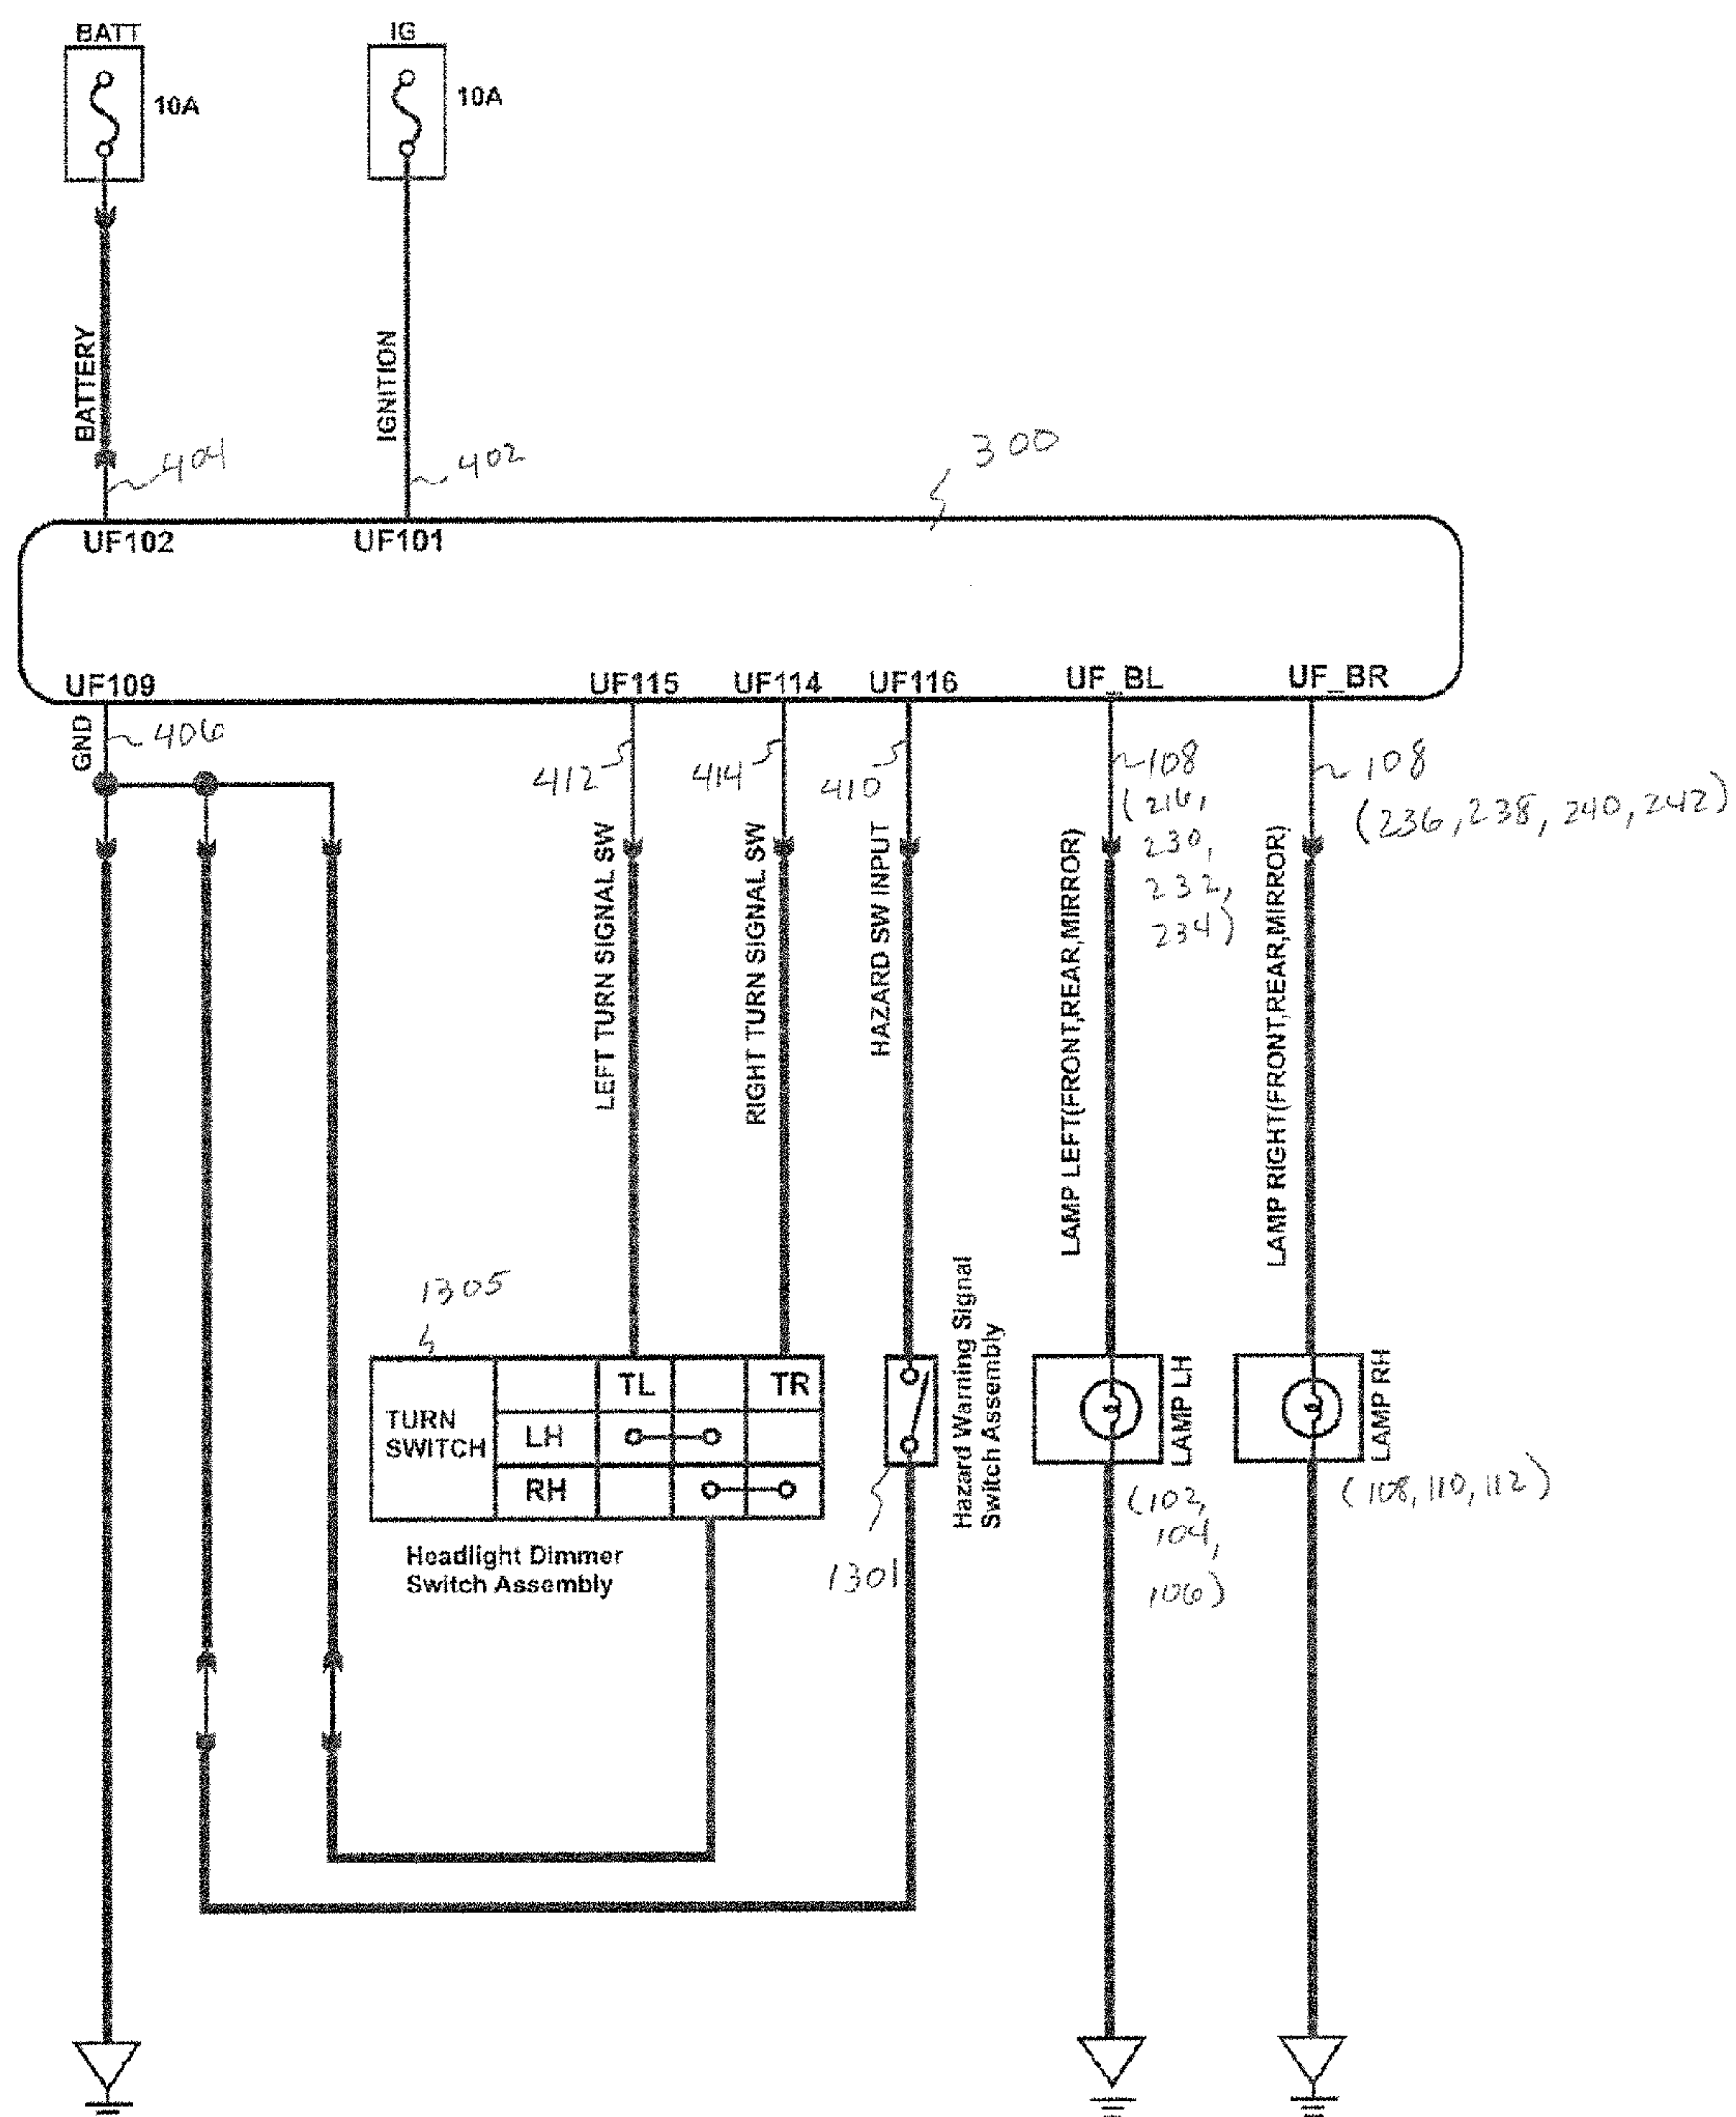 BATT
IG
10A
10A
BATTERY
IGNITION
404
402
300
UF102
UF101
UF109
UF115
UF114
UF116
UF_BL
UF_BR
GND
406
412
414
410
108
(216,
230,
232,
234)
108
(236,238,240,242)
LEFT TURN SIGNAL SW
RIGHT TURN SIGNAL SW
HAZARD SW INPUT
LAMP LEFT(FRONT,REAR,MIRROR)
LAMP RIGHT(FRONT,REAR,MIRROR)
1305
TURN
SWITCH
TL
TR
LH
RH
Headlight Dimmer
Switch Assembly
Hazard Warning Signal
Switch Assembly
1301
LAMP LH
(102,
104,
106)
LAMP RH
(108,110,112)